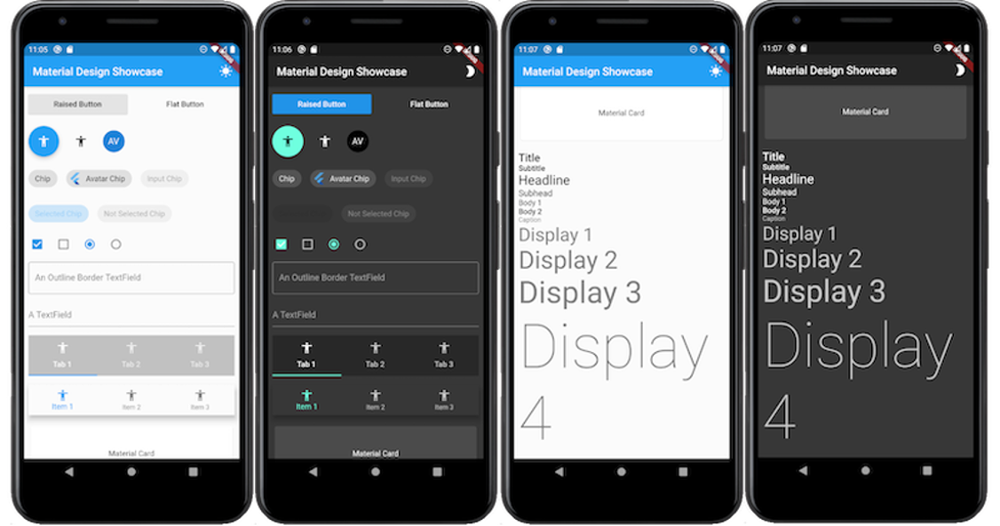 11:05
Material Design Showcase
Raised Button Flat Button
AV
Chip Avatar Chip Input Chip
Selected Chip Not Selected Chip
An Outline Border TextField
A TextField
Tab 1 Tab 2 Tab 3
Item 1 Item 2 Item 3
Material Card
11:06
Material Design Showcase
Raised Button Flat Button
AV
Chip Avatar Chip Input Chip
Not Selected Chip
An Outline Border TextField
A TextField
Tab 1 Tab 2 Tab 3
Item 1 Item 2 Item 3
Material Card
11:07
Material Design Showcase
Material Card
Title
Subtitle
Headline
Subhead
Body 1
Body 2
Caption
Display 1
Display 2
Display 3
Display
4
11:07
Material Design Showcase
Material Card
Title
Subtitle
Headline
Subhead
Body 1
Body 2
Caption
Display 1
Display 2
Display 3
Display
4